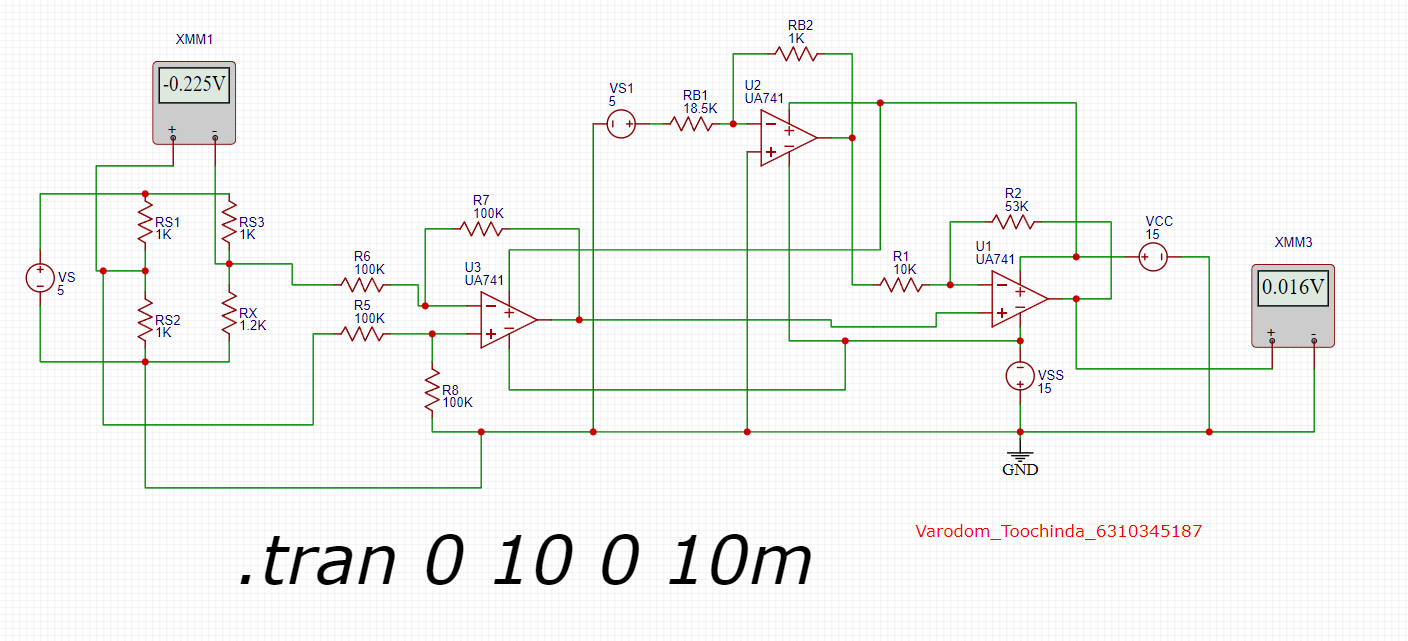 XMM1
-0.225V
+ -
RS1
1K
RS3
1K
VS
5
RS2
1K
RX
1.2K
R6
100K
R5
100K
R7
100K
U3
UA741
R8
100K
VS1
5
RB1
18.5K
RB2
1K
U2
UA741
R1
10K
R2
53K
U1
UA741
VCC
15
VSS
15
GND
XMM3
0.016V
+ -
Varodom_Toochinda_6310345187
.tran 0 10 0 10m